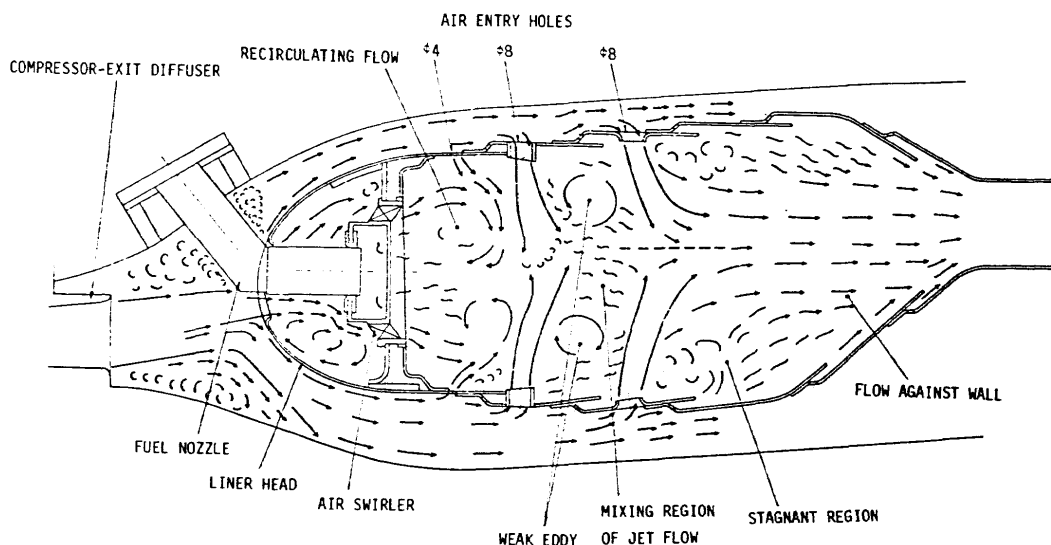 AIR ENTRY HOLES
RECIRCULATING FLOW
φ4
φ8
φ8
COMPRESSOR-EXIT DIFFUSER
FUEL NOZZLE
LINER HEAD
AIR SWIRLER
WEAK EDDY
MIXING REGION
OF JET FLOW
STAGNANT REGION
FLOW AGAINST WALL